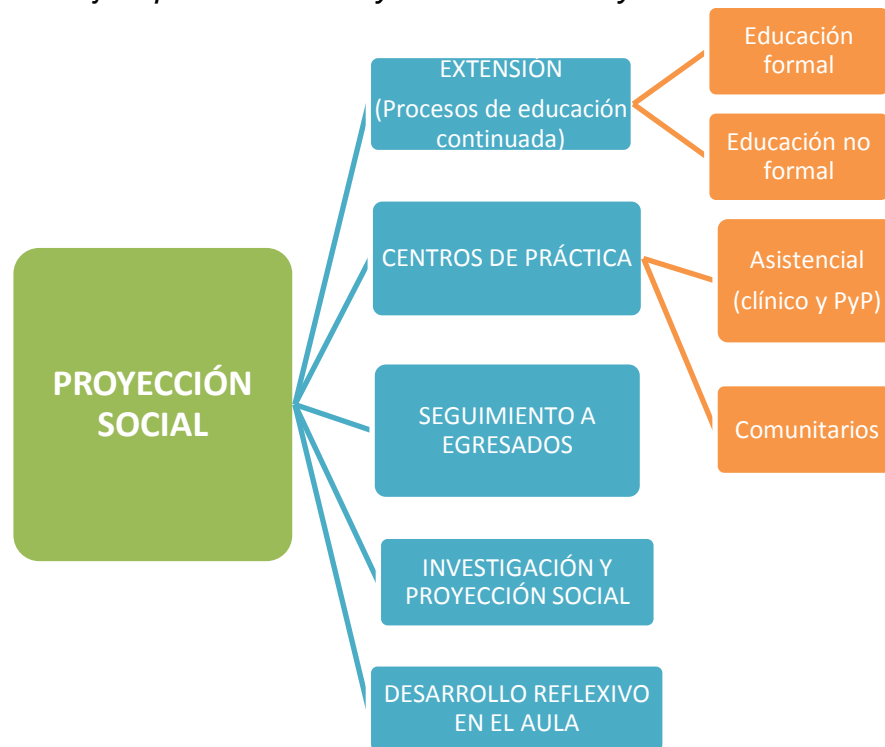 PROYECCIÓN
SOCIAL
EXTENSIÓN
(Procesos de educación
continuada)
Educación
formal
Educación no
formal
CENTROS DE PRÁCTICA
Asistencial
(clínico y PyP)
Comunitarios
SEGUIMIENTO A
EGRESADOS
INVESTIGACIÓN Y
PROYECCIÓN SOCIAL
DESARROLLO REFLEXIVO
EN EL AULA